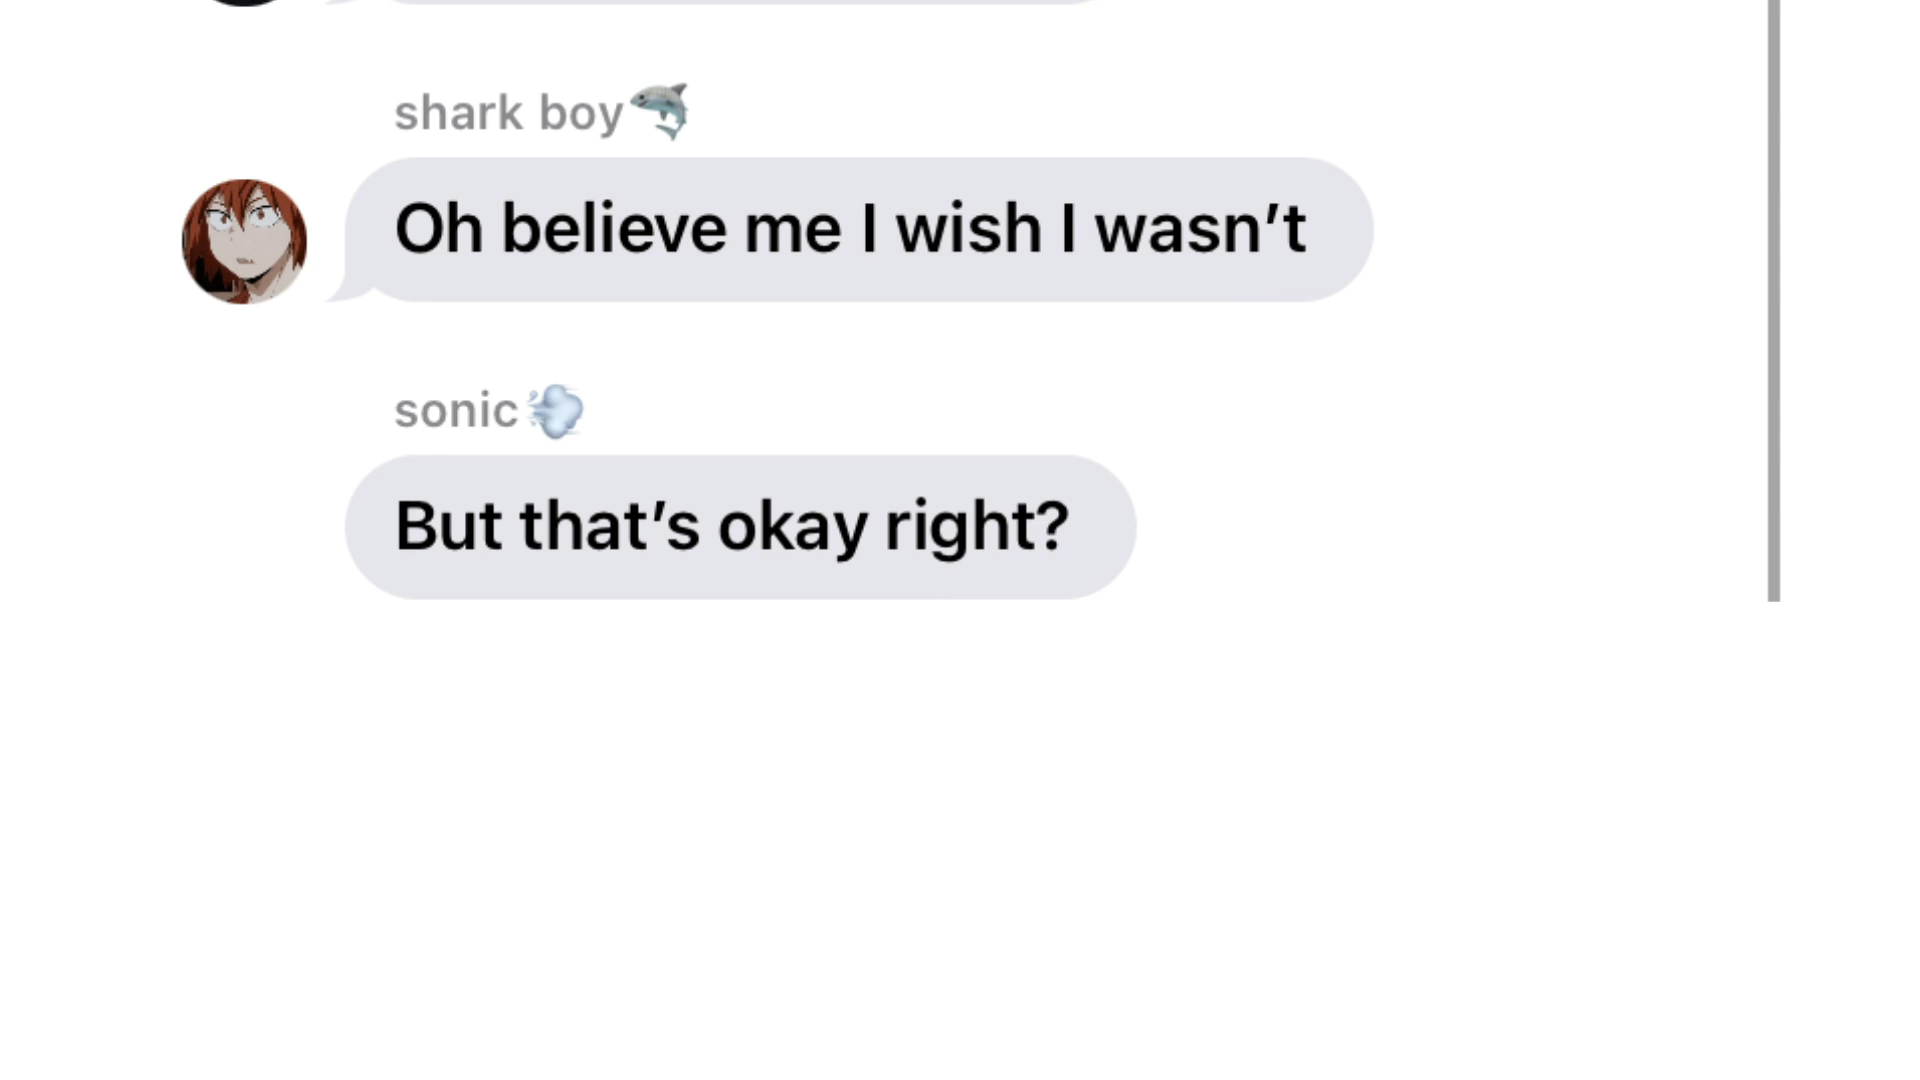 shark boy🦈
Oh believe me I wish I wasn’t
sonic💨
But that’s okay right?